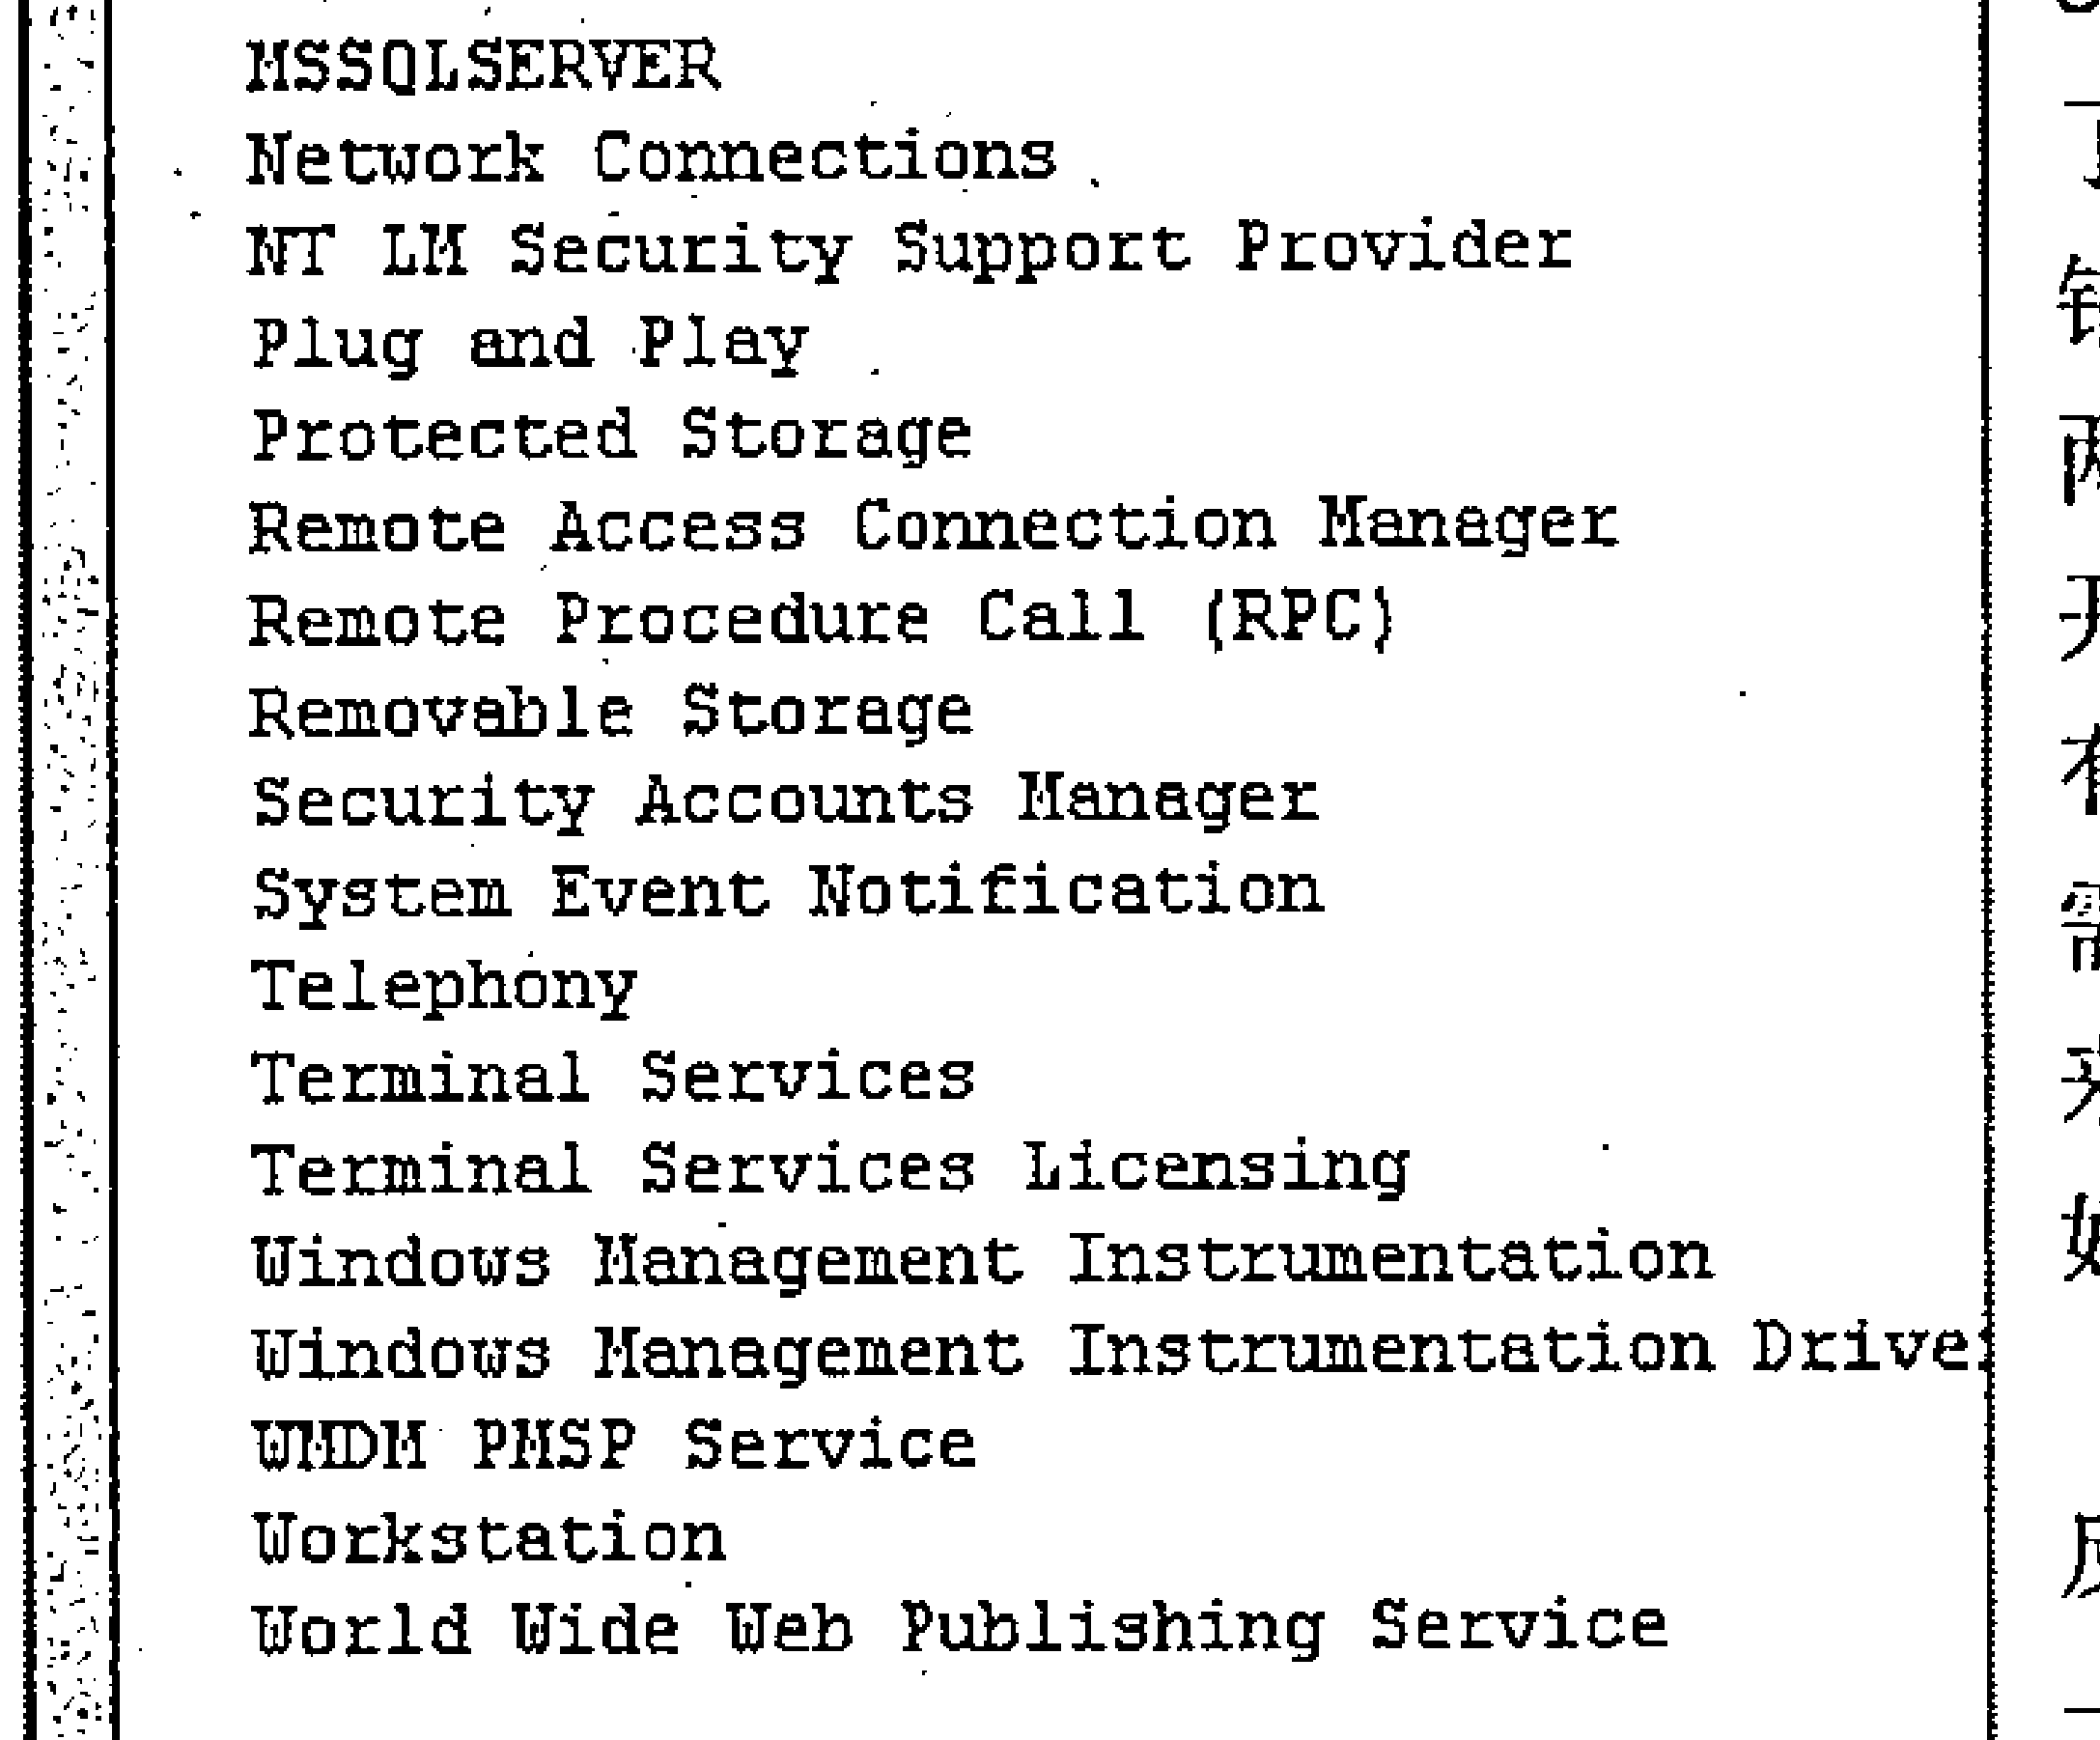 MSSQLSERVER
Network Connections
NT LM Security Support Provider
Plug and Play
Protected Storage
Remote Access Connection Manager
Remote Procedure Call (RPC)
Removable Storage
Security Accounts Manager
System Event Notification
Telephony
Terminal Services
Terminal Services Licensing
Windows Management Instrumentation
Windows Management Instrumentation Drive
WMDM PMSP Service
Workstation
World Wide Web Publishing Service